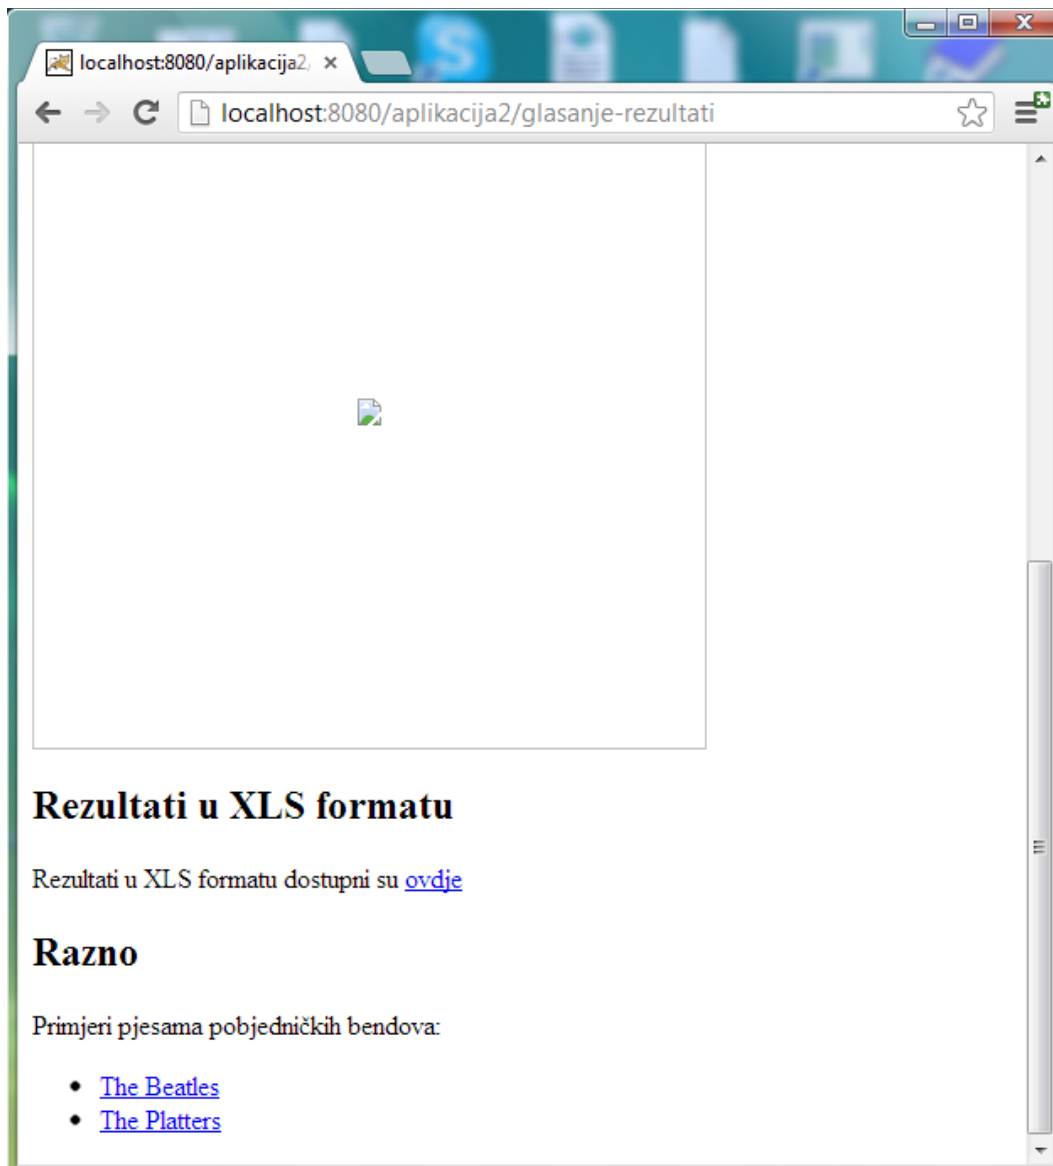 localhost:8080/aplikacija2/
localhost:8080/aplikacija2/glasanje-rezultati
Rezultati u XLS formatu
Rezultati u XLS formatu dostupni su ovdje
Razno
Primjeri pjesama pobjedničkih bendova:
The Beatles
The Platters